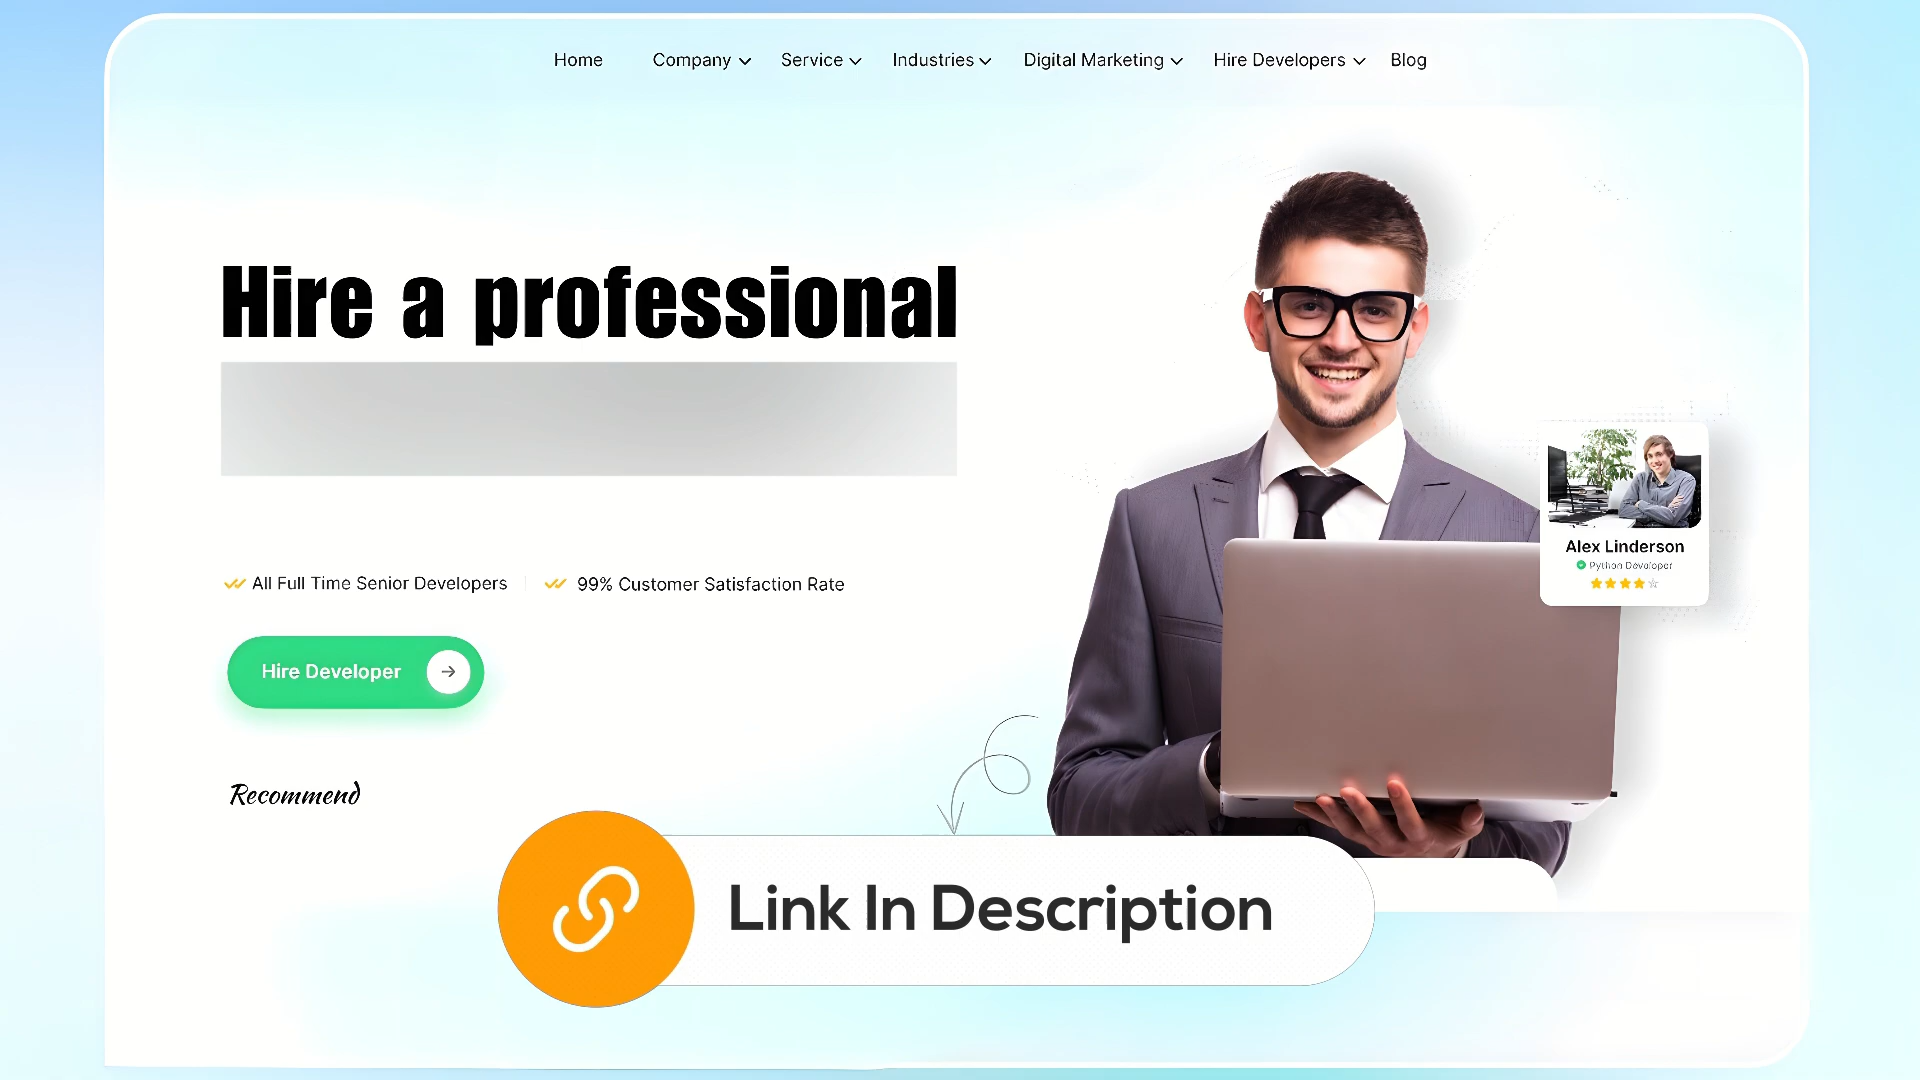 Home Company Service Industries Digital Marketing Hire Developers Blog
Hire a professional
All Full Time Senior Developers 99% Customer Satisfaction Rate
Hire Developer
Alex Linderson
Python Developer
Recommend
Link In Description